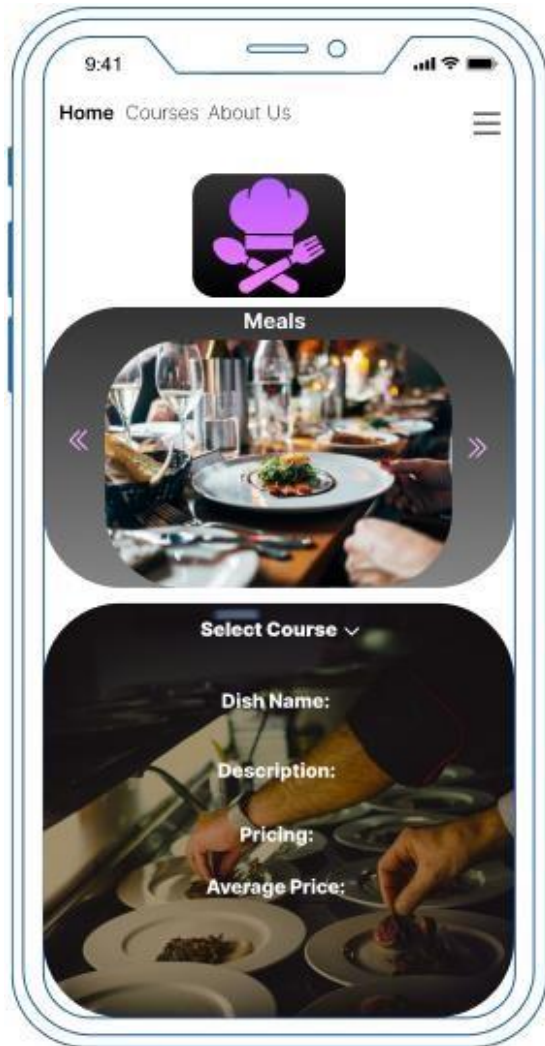 9:41
Home Courses About Us
Meals
Select Course
Dish Name:
Description:
Pricing:
Average Price: